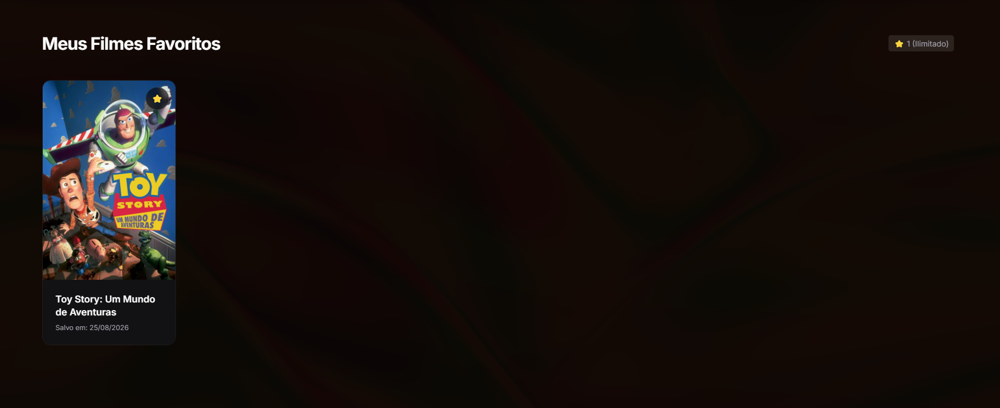 Meus Filmes Favoritos
1 (Ilimitado)
TOY
STORY
UM MUNDO DE
AVENTURAS
Toy Story: Um Mundo
de Aventuras
Salvo em: 25/08/2026